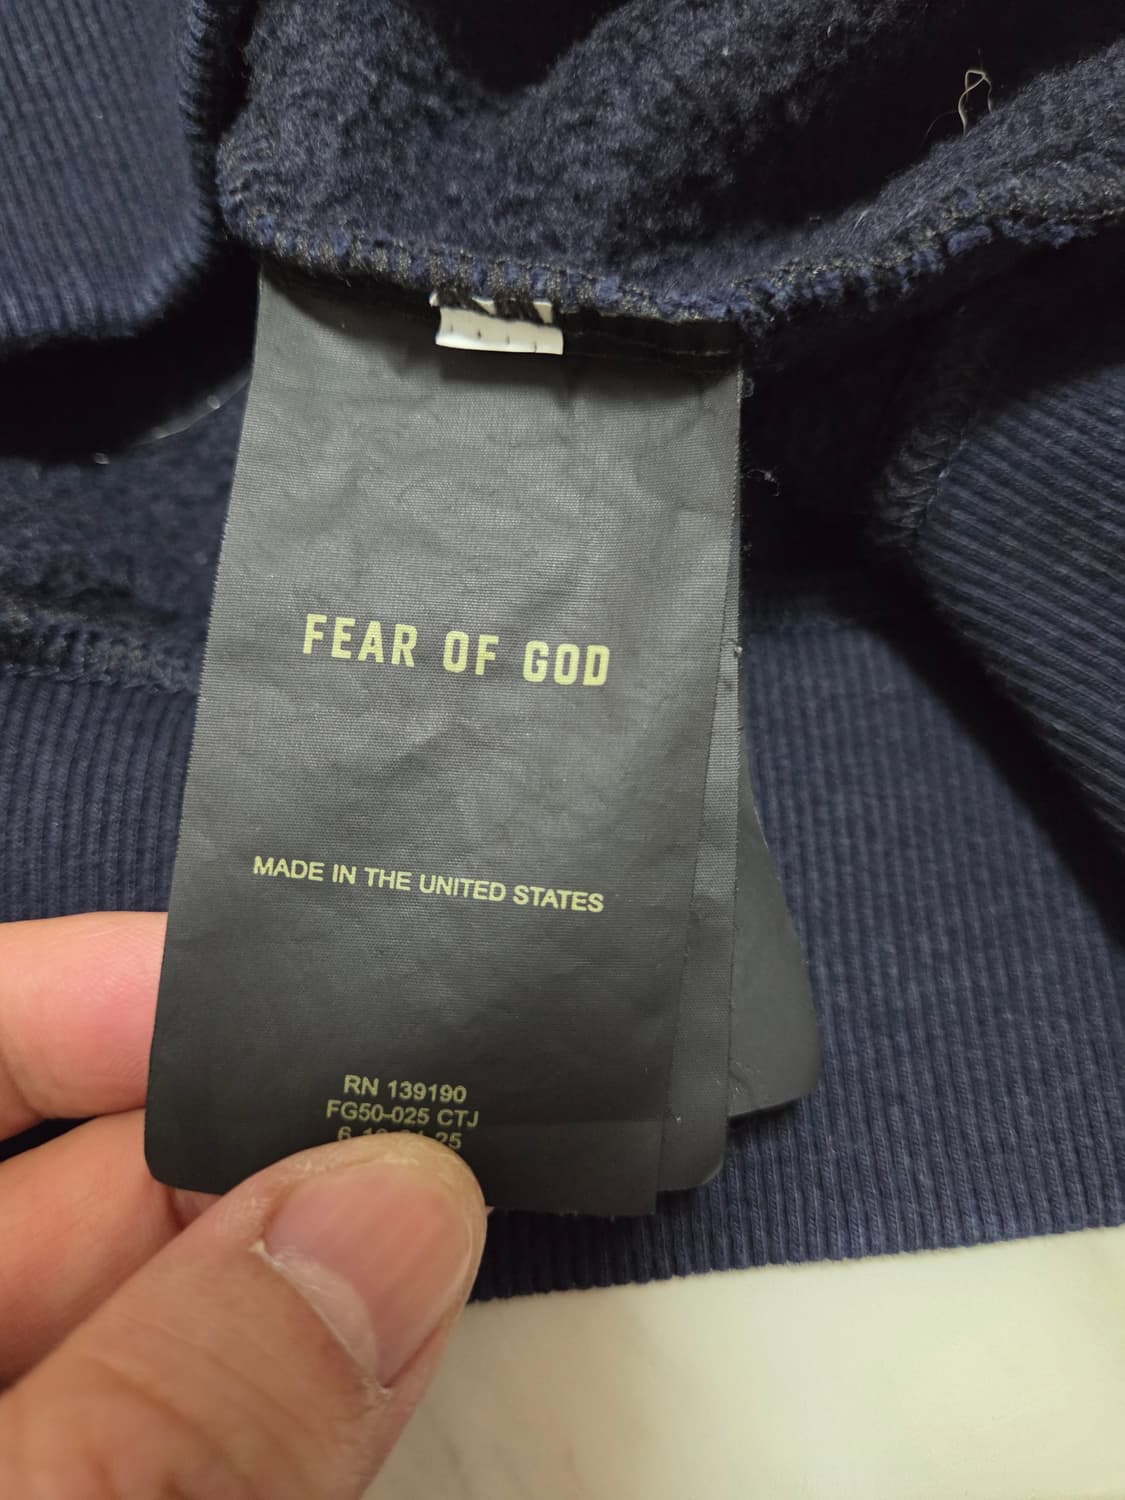 FEAR OF GOD
MADE IN THE UNITED STATES
RN 139190
FG50-025 CTJ